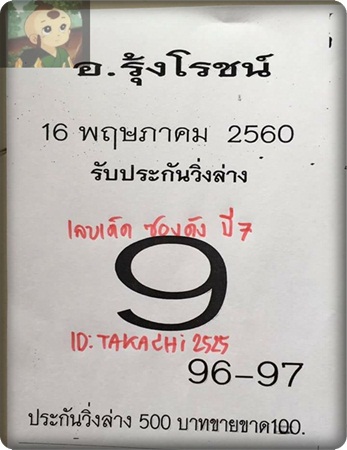 อ.รุ้งโรชน์
16 พฤษภาคม 2560
รับประกันวิ่งล่าง
เลขเด็ด ซองดัง ปี 7
9
ID: TAKACHi 2525
96-97
ประกันวิ่งล่าง 500 บาทขายขาด100.